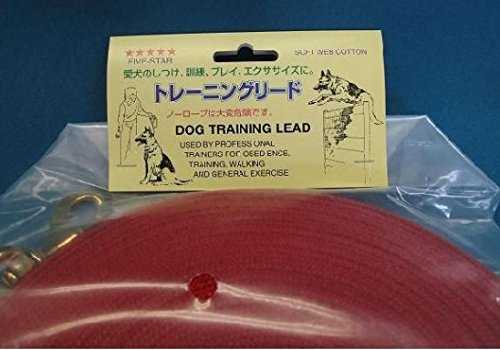 ★★★★★
FIVE-STAR
SOFT WEB COTTON
愛犬のしつけ、訓練、プレイ、エクササイズに。
トレーニングリード
ノーロープは大変危険です。
DOG TRAINING LEAD
USED BY PROFESSIONAL
TRAINERS FOR OBEDIENCE,
TRAINING, WALKING
AND GENERAL EXERCISE